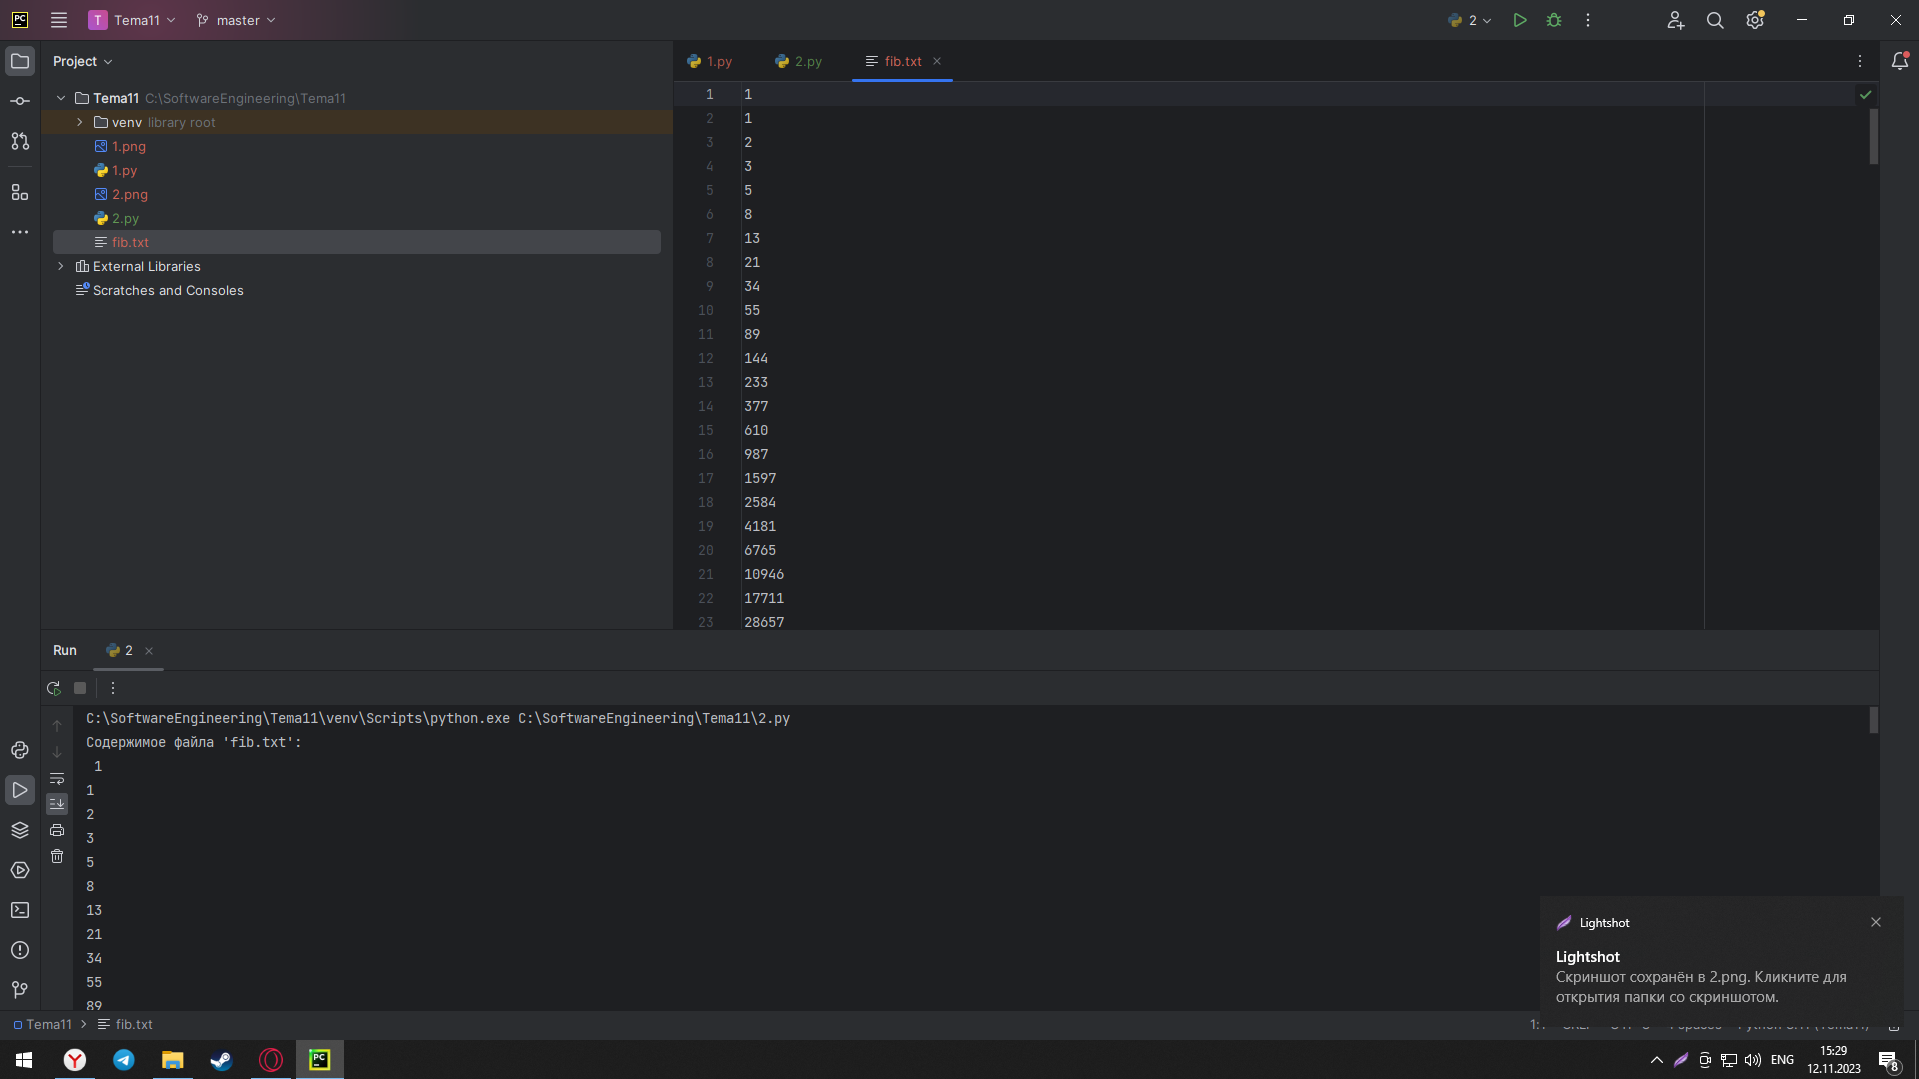 PC
T Tema11
master
2
Project
Tema11 C:\SoftwareEngineering\Tema11
venv library root
1.png
1.py
2.png
2.py
fib.txt
External Libraries
Scratches and Consoles
1.py 2.py fib.txt
1 1
2 1
3 2
4 3
5 5
6 8
7 13
8 21
9 34
10 55
11 89
12 144
13 233
14 377
15 610
16 987
17 1597
18 2584
19 4181
20 6765
21 10946
22 17711
23 28657
Run 2
C:\SoftwareEngineering\Tema11\venv\Scripts\python.exe C:\SoftwareEngineering\Tema11\2.py
Содержимое файла 'fib.txt':
1
1
2
3
5
8
13
21
34
55
89
Lightshot
Lightshot
Скриншот сохранён в 2.png. Кликните для
открытия папки со скриншотом.
Tema11 fib.txt
PC
ENG
15:29
12.11.2023
8